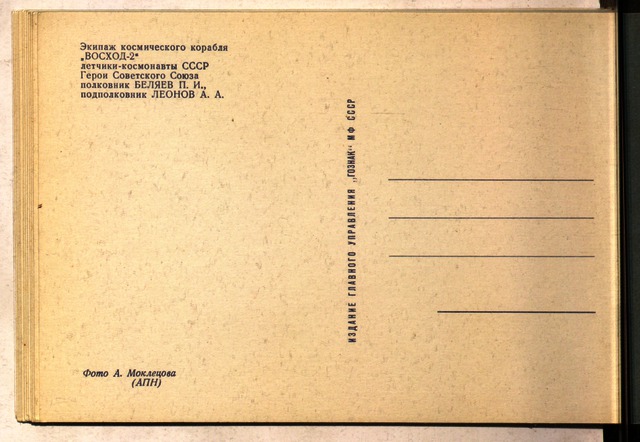 Экипаж космического корабля
„ВОСХОД-2“
летчики-космонавты СССР
Герои Советского Союза
полковник БЕЛЯЕВ П. И.,
подполковник ЛЕОНОВ А. А.
ИЗДАНИЕ ГЛАВНОГО УПРАВЛЕНИЯ „ГОЗНАК“ МФ СССР
Фото А. Моклецова
(АПН)